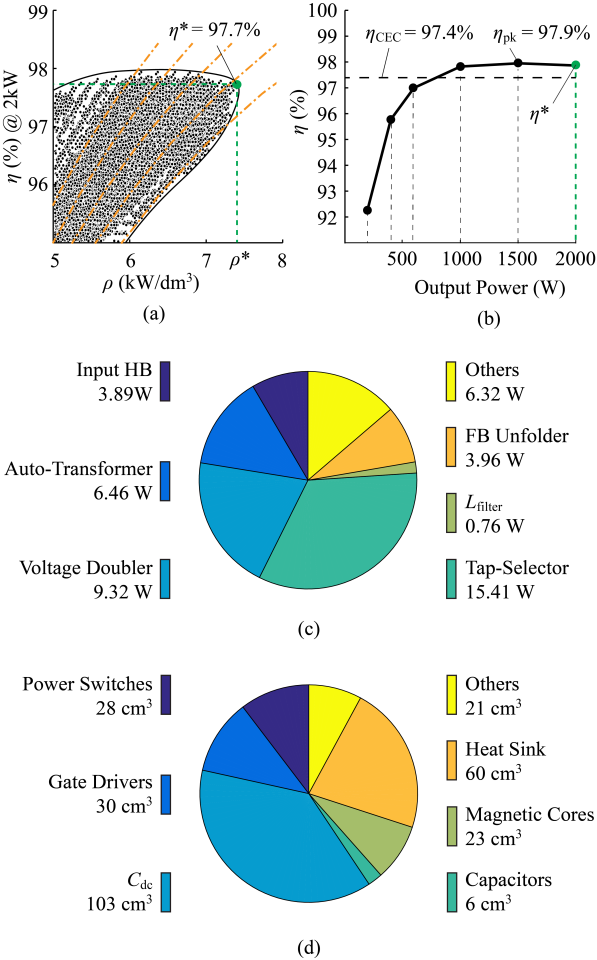 99
98
97
96
η (%) @ 2kW
η* = 97.7%
5
6
7
ρ*
8
ρ (kW/dm³)
(a)
100
99
98
97
96
95
94
93
92
η (%)
η_CEC = 97.4%
η_pk = 97.9%
η*
500
1000
1500
2000
Output Power (W)
(b)
Input HB
3.89W
Auto-Transformer
6.46 W
Voltage Doubler
9.32 W
Others
6.32 W
FB Unfolder
3.96 W
L_filter
0.76 W
Tap-Selector
15.41 W
(c)
Power Switches
28 cm³
Gate Drivers
30 cm³
C_dc
103 cm³
Others
21 cm³
Heat Sink
60 cm³
Magnetic Cores
23 cm³
Capacitors
6 cm³
(d)